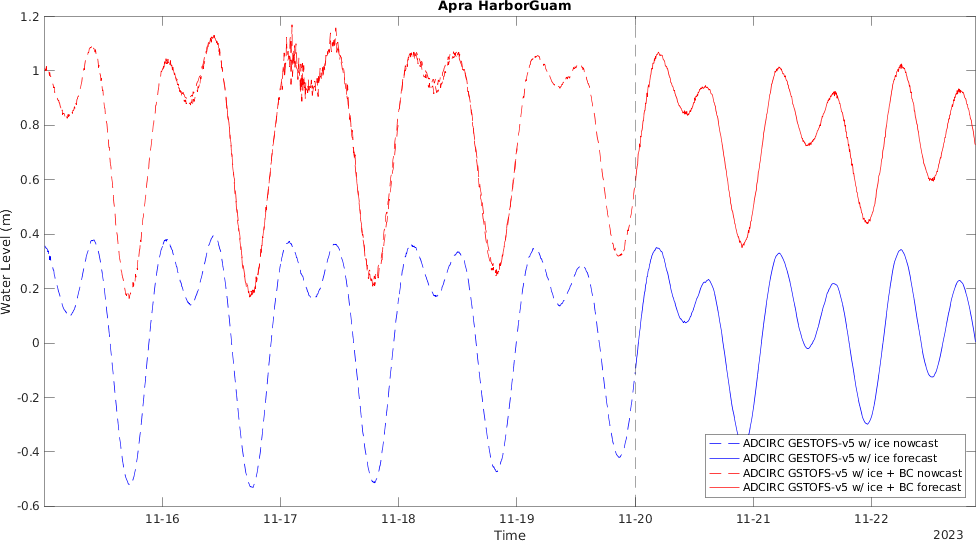 Apra HarborGuam
Water Level (m)
1.2
1
0.8
0.6
0.4
0.2
0
-0.2
-0.4
-0.6
11-16
11-17
11-18
11-19
11-20
11-21
11-22
Time
2023
ADCIRC GESTOFS-v5 w/ ice nowcast
ADCIRC GESTOFS-v5 w/ ice forecast
ADCIRC GSTOFS-v5 w/ ice + BC nowcast
ADCIRC GSTOFS-v5 w/ ice + BC forecast